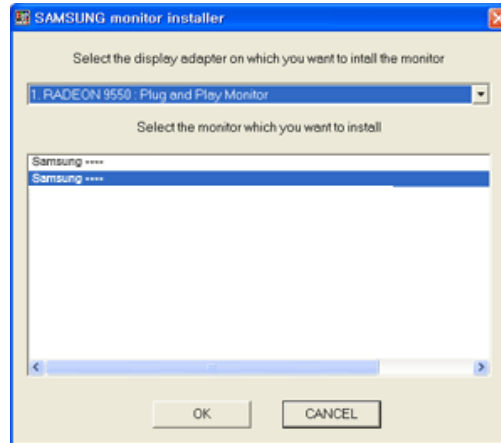 SAMSUNG monitor installer
Select the display adapter on which you want to intall the monitor
1. RADEON 9550 : Plug and Play Monitor
Select the monitor which you want to install
Samsung ----
Samsung ----
OK
CANCEL